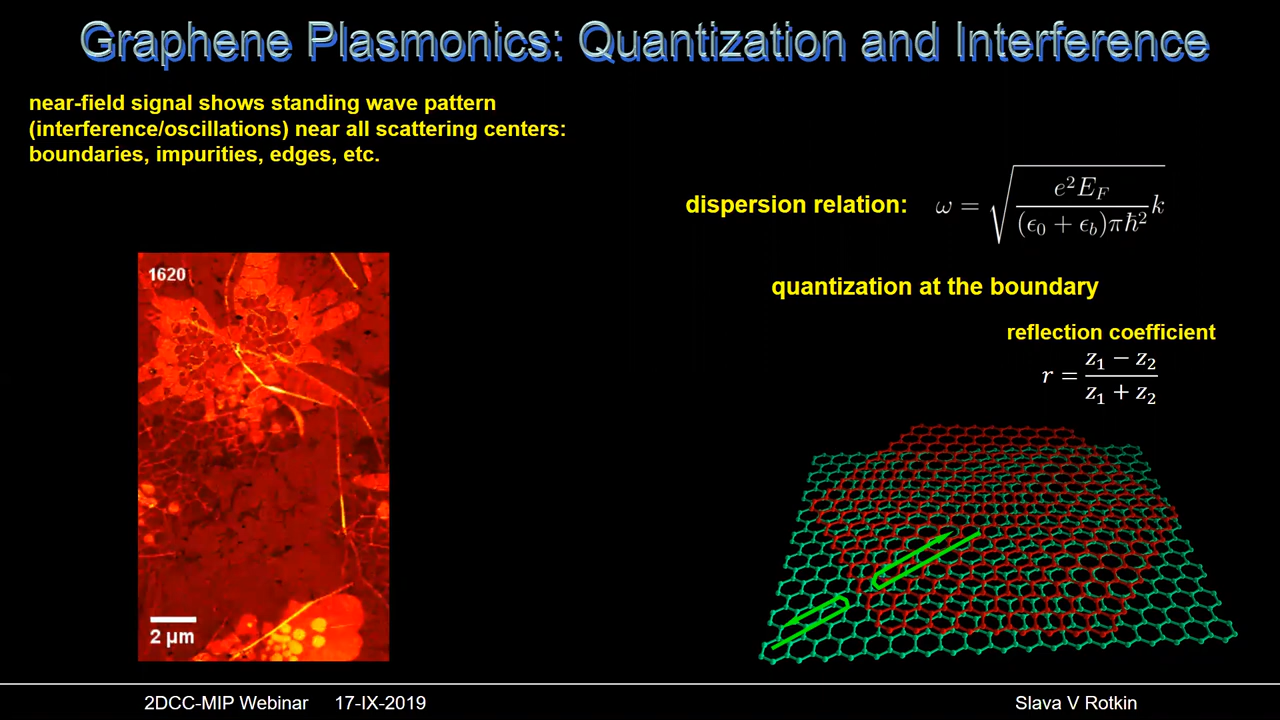 Graphene Plasmonics: Quantization and Interference
near-field signal shows standing wave pattern
(interference/oscillations) near all scattering centers:
boundaries, impurities, edges, etc.
dispersion relation: ω = √(e²E_F / (ϵ₀ + ϵ_b)πħ²) k
quantization at the boundary
reflection coefficient
r = (z₁ − z₂) / (z₁ + z₂)
1620
2 µm
2DCC-MIP Webinar 17-IX-2019
Slava V Rotkin